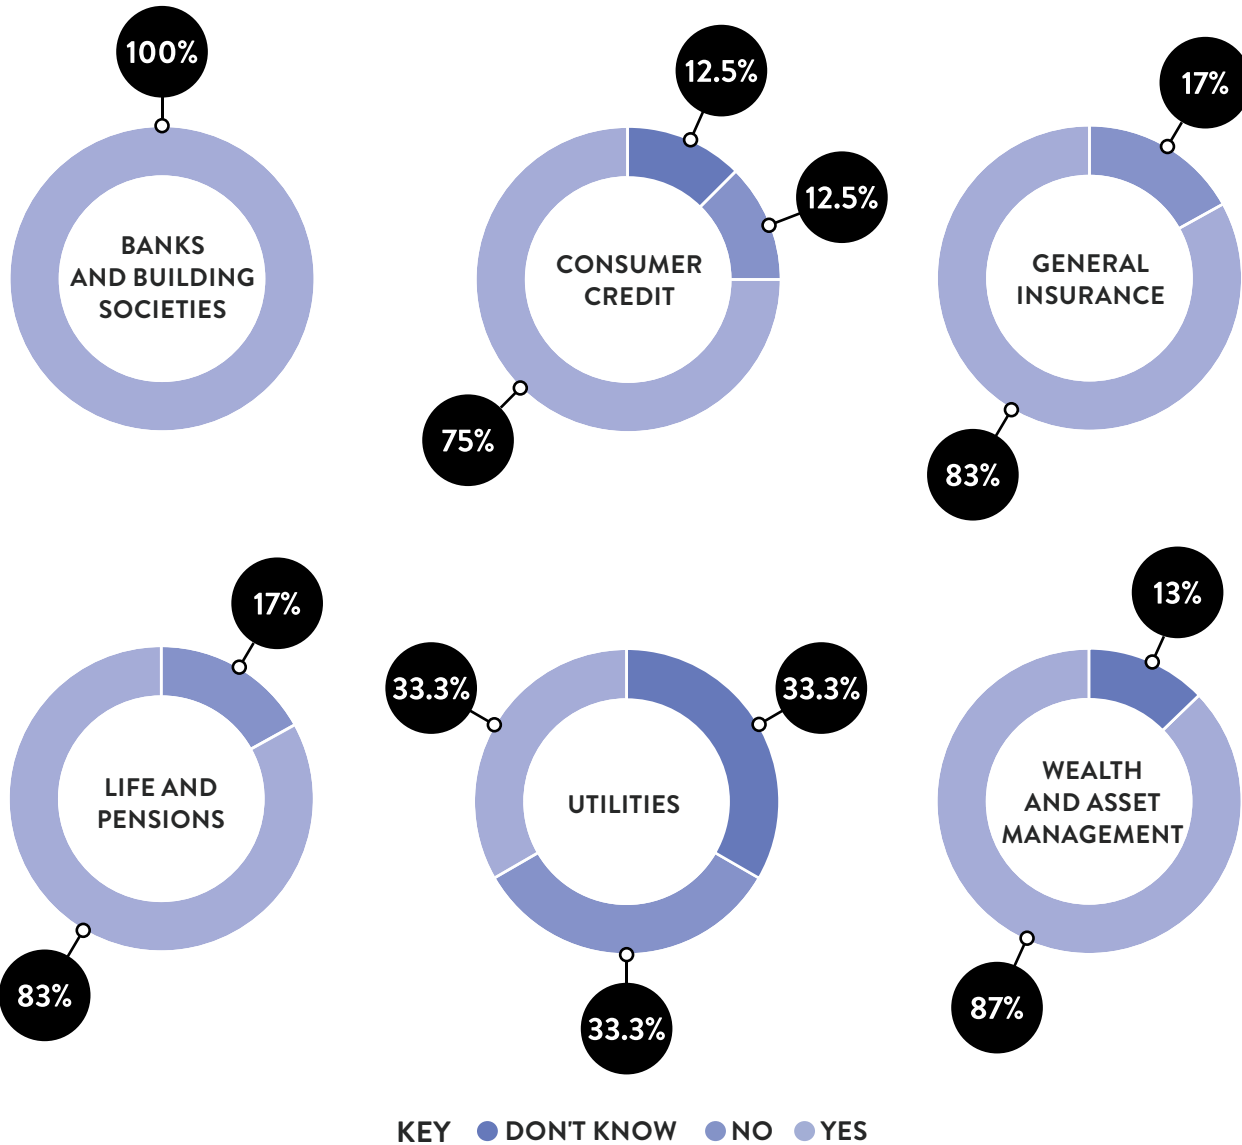 100%
BANKS
AND BUILDING
SOCIETIES
12.5%
12.5%
CONSUMER
CREDIT
75%
17%
GENERAL
INSURANCE
83%
17%
LIFE AND
PENSIONS
83%
33.3%
33.3%
UTILITIES
33.3%
13%
WEALTH
AND ASSET
MANAGEMENT
87%
KEY DON'T KNOW NO YES